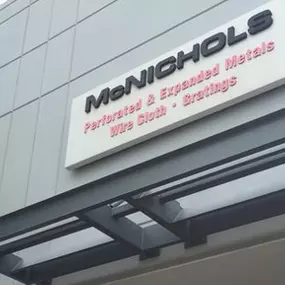 McNICHOLS
Perforated & Expanded Metals
Wire Cloth · Gratings